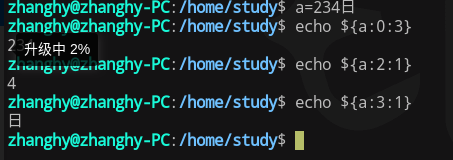 zhanghy@zhanghy-PC:/home/study$ a=234日
zhanghy@zhanghy-PC:/home/study$ echo ${a:0:3}
234
升级中 2%
zhanghy@zhanghy-PC:/home/study$ echo ${a:2:1}
4
zhanghy@zhanghy-PC:/home/study$ echo ${a:3:1}
日
zhanghy@zhanghy-PC:/home/study$